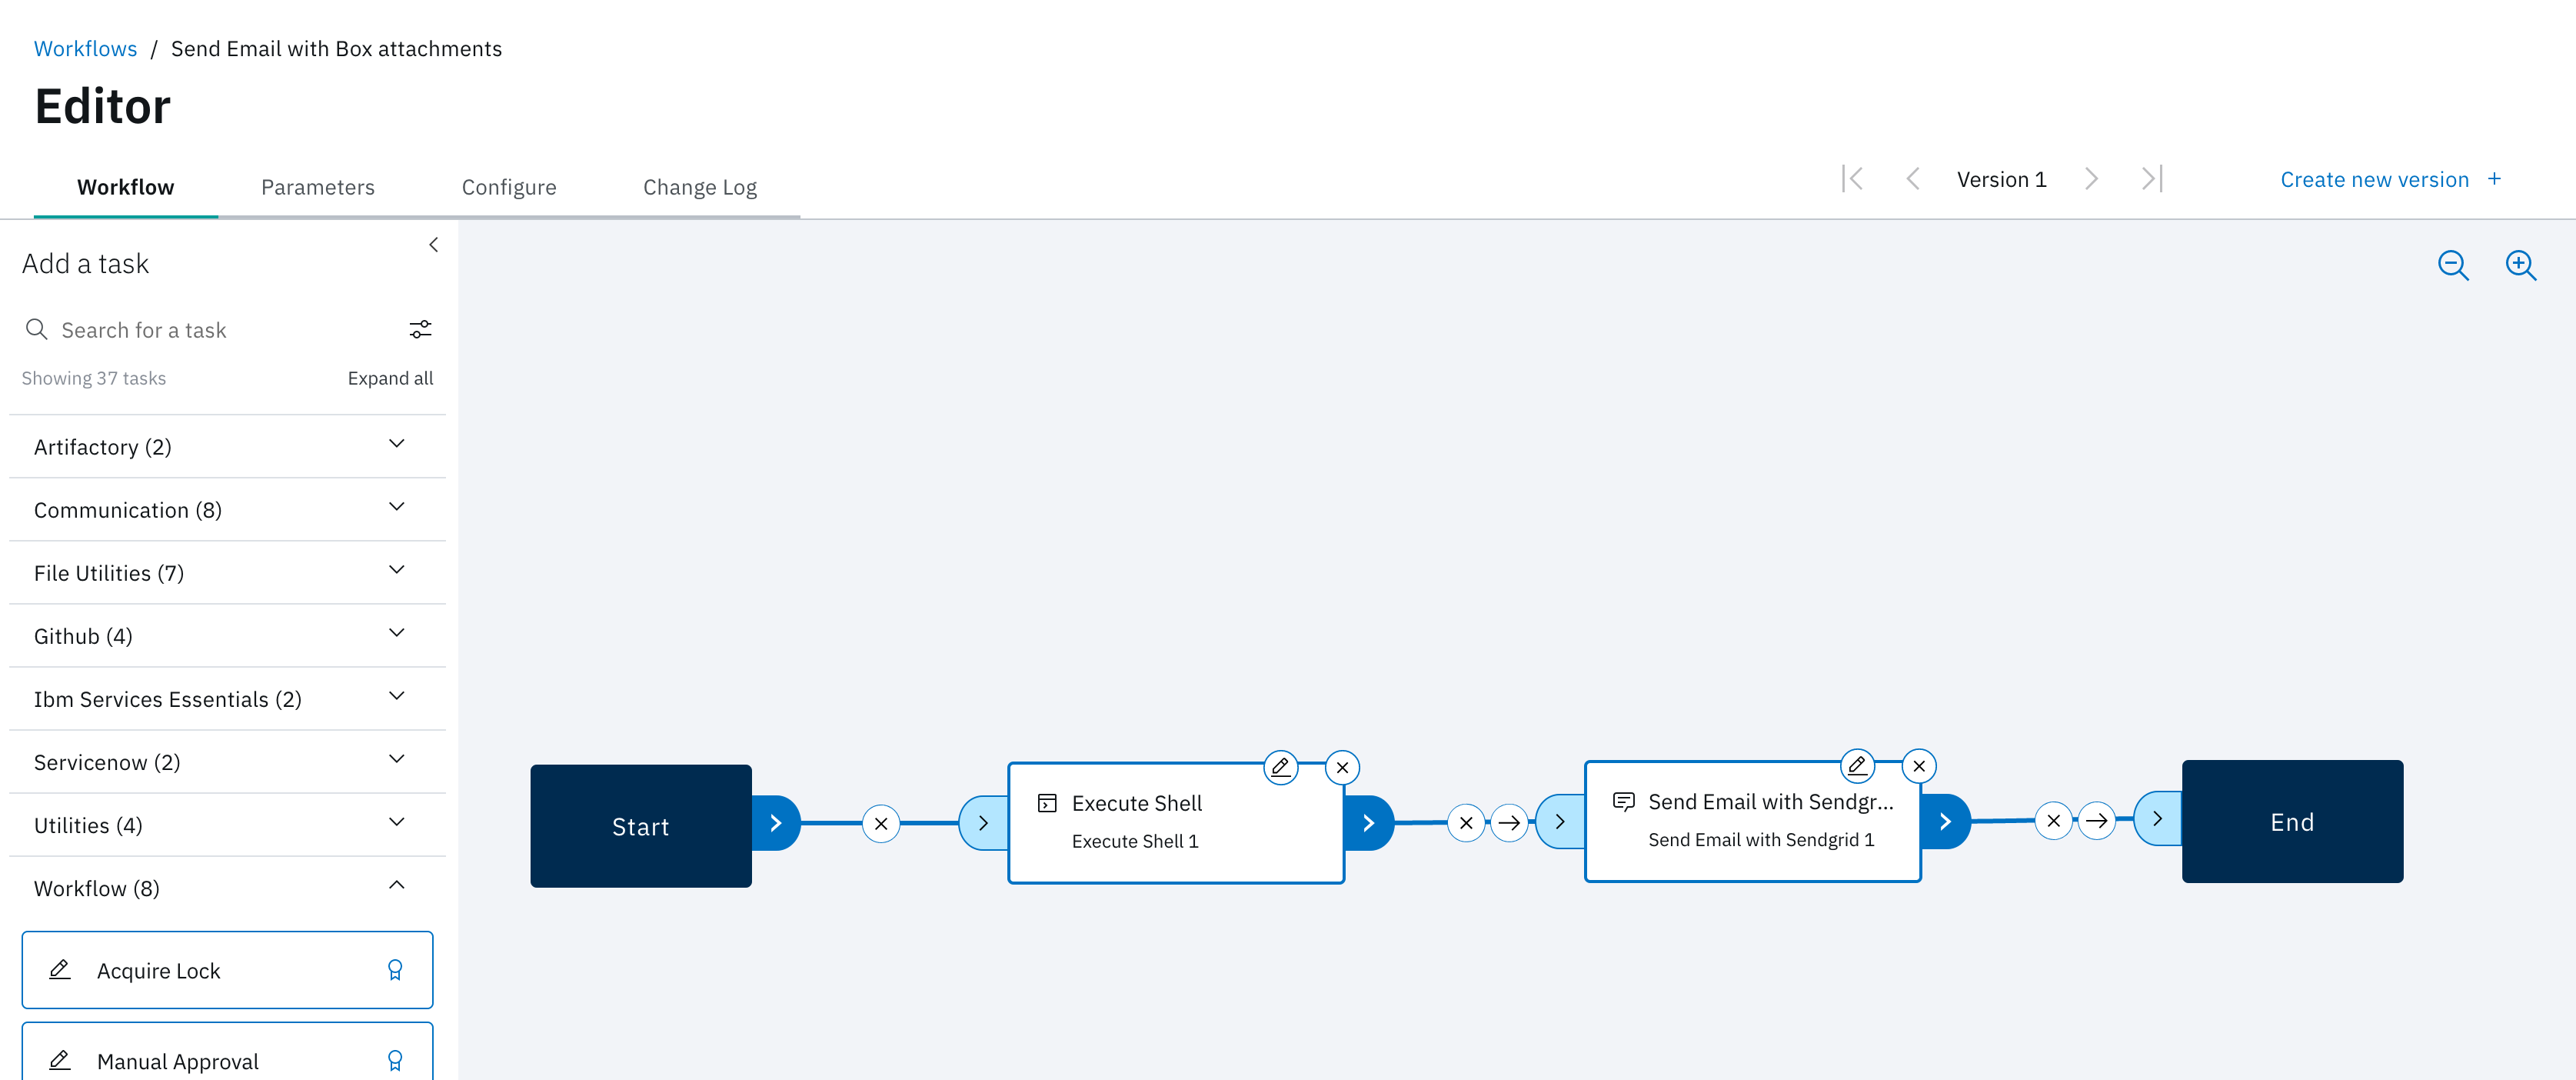 Workflows / Send Email with Box attachments
Editor
Workflow Parameters Configure Change Log
Version 1 Create new version +
Add a task
Search for a task
Showing 37 tasks Expand all
Artifactory (2)
Communication (8)
File Utilities (7)
Github (4)
Ibm Services Essentials (2)
Servicenow (2)
Utilities (4)
Workflow (8)
Acquire Lock
Manual Approval
Start
Execute Shell
Execute Shell 1
Send Email with Sendgr...
Send Email with Sendgrid 1
End